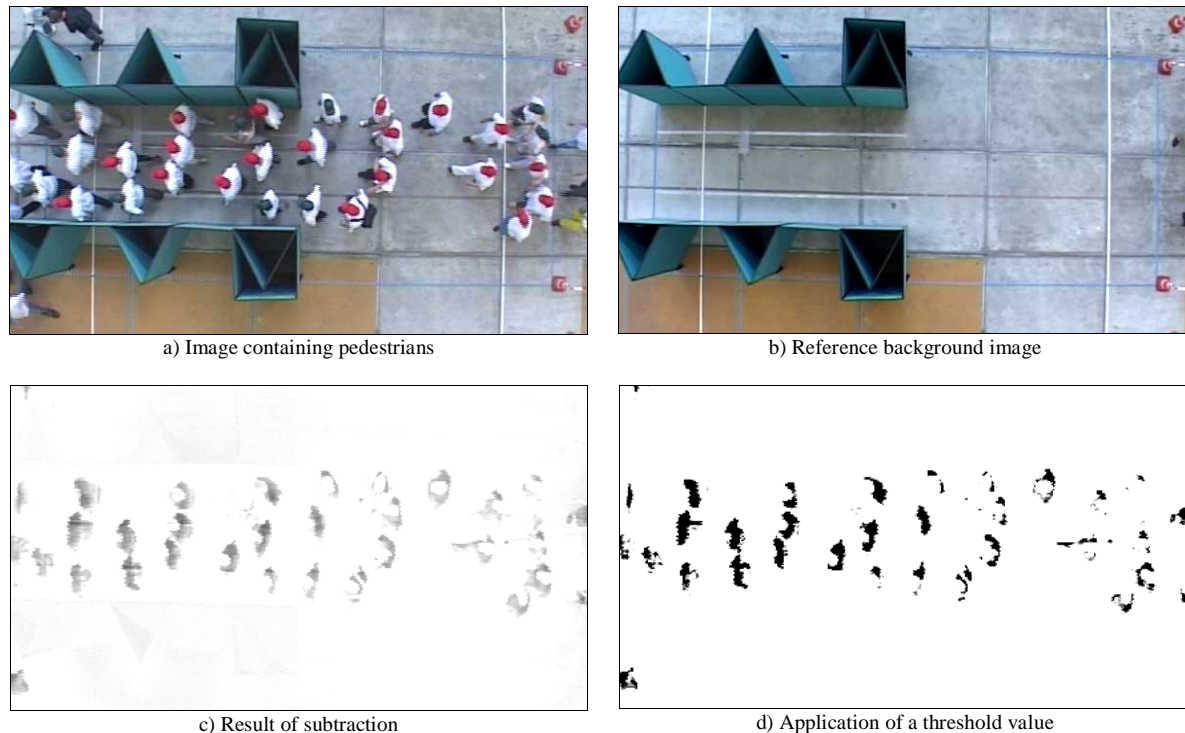 a) Image containing pedestrians
b) Reference background image
c) Result of subtraction
d) Application of a threshold value